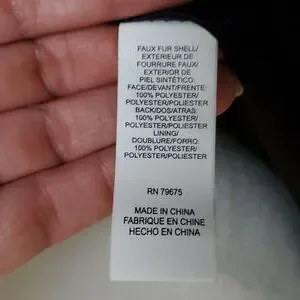 FAUX FUR SHELL/
EXTERIEUR DE
FOURRURE FAUX/
EXTERIOR DE
PIEL SINTÉTICO:
FACE/DEVANT/FRENTE:
100% POLYESTER/
POLYESTER/POLIESTER
BACK/DOS/ATRAS:
100% POLYESTER/
POLYESTER/POLIESTER
LINING/
DOUBLURE/FORRO:
100% POLYESTER/
POLYESTER/POLIESTER
RN 79675
MADE IN CHINA
FABRIQUE EN CHINE
HECHO EN CHINA